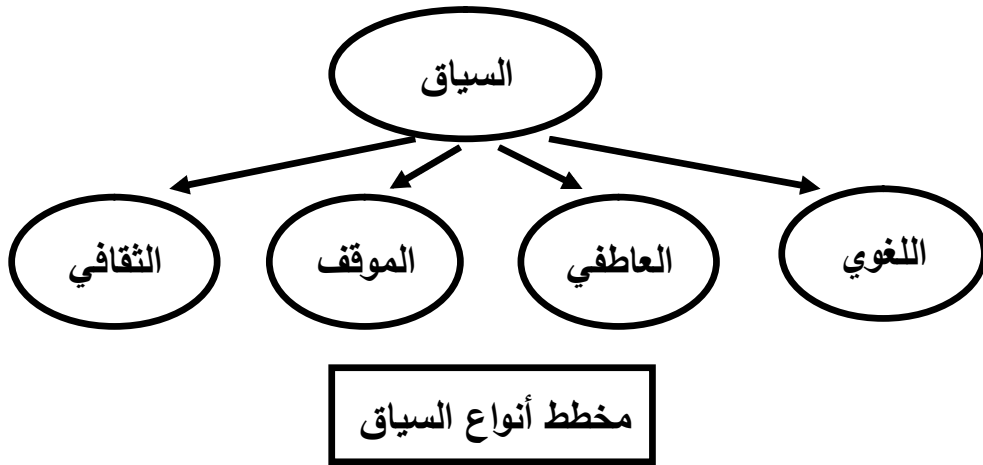 السياق
اللغوي
العاطفي
الموقف
الثقافي
مخطط أنواع السياق